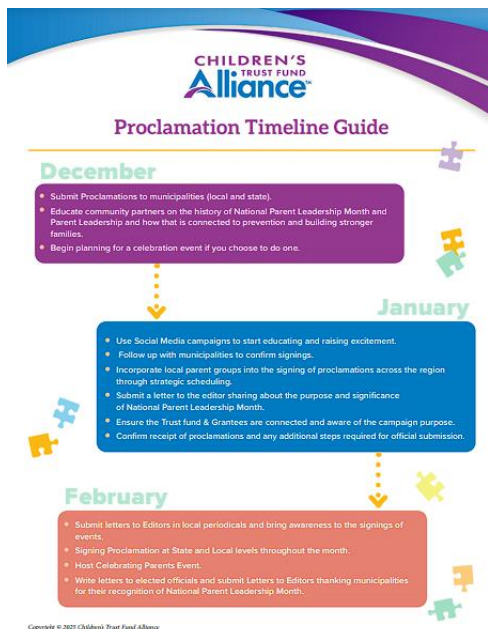 CHILDREN'S
TRUST FUND
Alliance™
Proclamation Timeline Guide
December
Submit Proclamations to municipalities (local and state).
Educate community partners on the history of National Parent Leadership Month and
Parent Leadership and how that is connected to prevention and building stronger
families.
Begin planning for a celebration event if you choose to do one.
January
Use Social Media campaigns to start educating and raising excitement.
Follow up with municipalities to confirm signings.
Incorporate local parent groups into the signing of proclamations across the region
through strategic scheduling.
Submit a letter to the editor sharing about the purpose and significance
of National Parent Leadership Month.
Ensure the Trust fund & Grantees are connected and aware of the campaign purpose.
Confirm receipt of proclamations and any additional steps required for official submission.
February
Submit letters to Editors in local periodicals and bring awareness to the signings of
events.
Signing Proclamation at State and Local levels throughout the month.
Host Celebrating Parents Event.
Write letters to elected officials and submit Letters to Editors thanking municipalities
for their recognition of National Parent Leadership Month.
Copyright © 2025 Children's Trust Fund Alliance